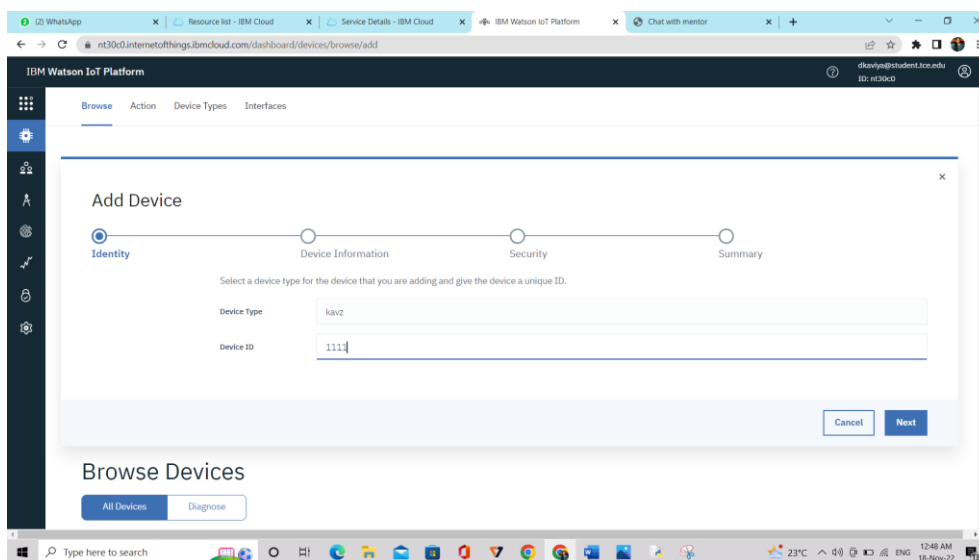 (2) WhatsApp
Resource list - IBM Cloud
Service Details - IBM Cloud
IBM Watson IoT Platform
Chat with mentor
nt30c0.internetofthings.ibmcloud.com/dashboard/devices/browse/add
IBM Watson IoT Platform
dkaviya@student.tce.edu
ID: nt30c0
Browse Action Device Types Interfaces
Add Device
Identity Device Information Security Summary
Select a device type for the device that you are adding and give the device a unique ID.
Device Type kavz
Device ID 1111
Cancel Next
Browse Devices
All Devices Diagnose
Type here to search
23°C ENG
12:48 AM
18-Nov-22